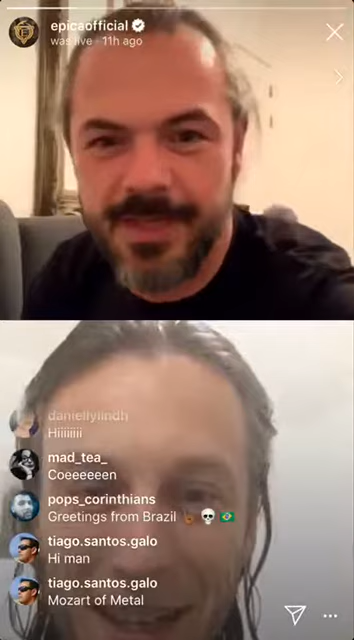 epicaofficial
was live · 11h ago
daniellylindh
Hiiiiiiii
mad_tea_
Coeeeeeen
pops_corinthians
Greetings from Brazil 🤘🏾💀🇧🇷
tiago.santos.galo
Hi man
tiago.santos.galo
Mozart of Metal